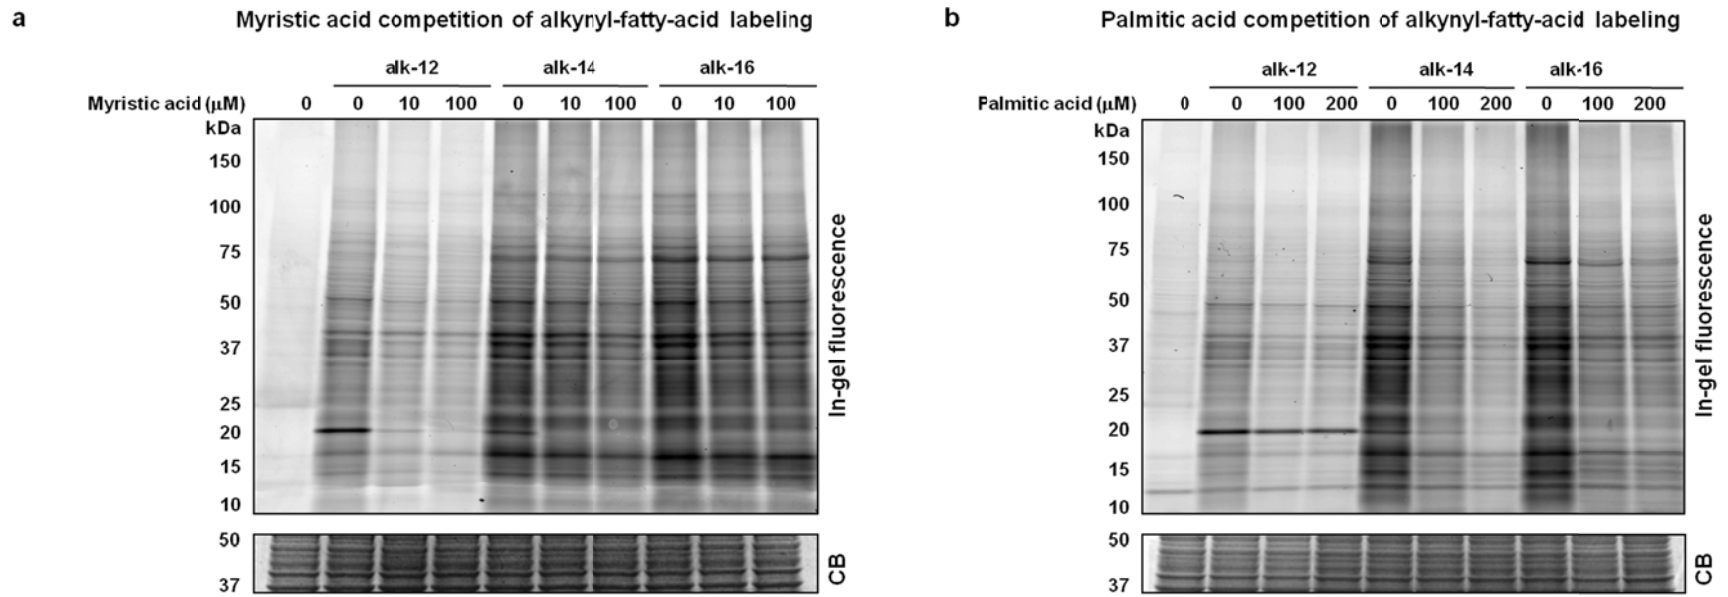 a
Myristic acid competition of alkynyl-fatty-acid labeling
alk-12 alk-14 alk-16
Myristic acid (µM) 0 0 10 100 0 10 100 0 10 100
kDa
150
100
75
50
37
25
20
15
10
In-gel fluorescence
50
37
CB
b
Palmitic acid competition of alkynyl-fatty-acid labeling
alk-12 alk-14 alk-16
Palmitic acid (µM) 0 0 100 200 0 100 200 0 100 200
kDa
150
100
75
50
37
25
20
15
10
In-gel fluorescence
50
37
CB